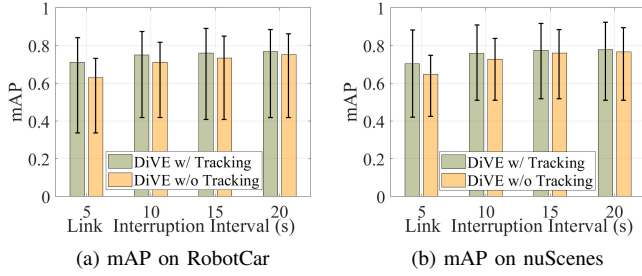 1
0.8
0.6
0.4
0.2
0
mAP
DiVE w/ Tracking
DiVE w/o Tracking
5 10 15 20
Link Interruption Interval (s)
(a) mAP on RobotCar
1
0.8
0.6
0.4
0.2
0
mAP
DiVE w/ Tracking
DiVE w/o Tracking
5 10 15 20
Link Interruption Interval (s)
(b) mAP on nuScenes